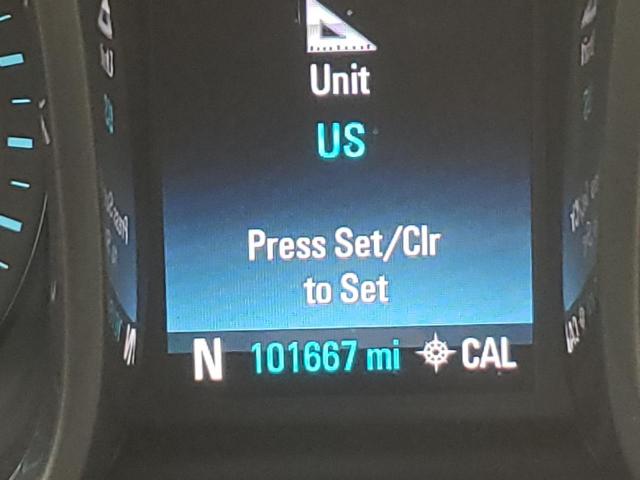 Unit
US
Press Set/Clr
to Set
N 101667 mi CAL